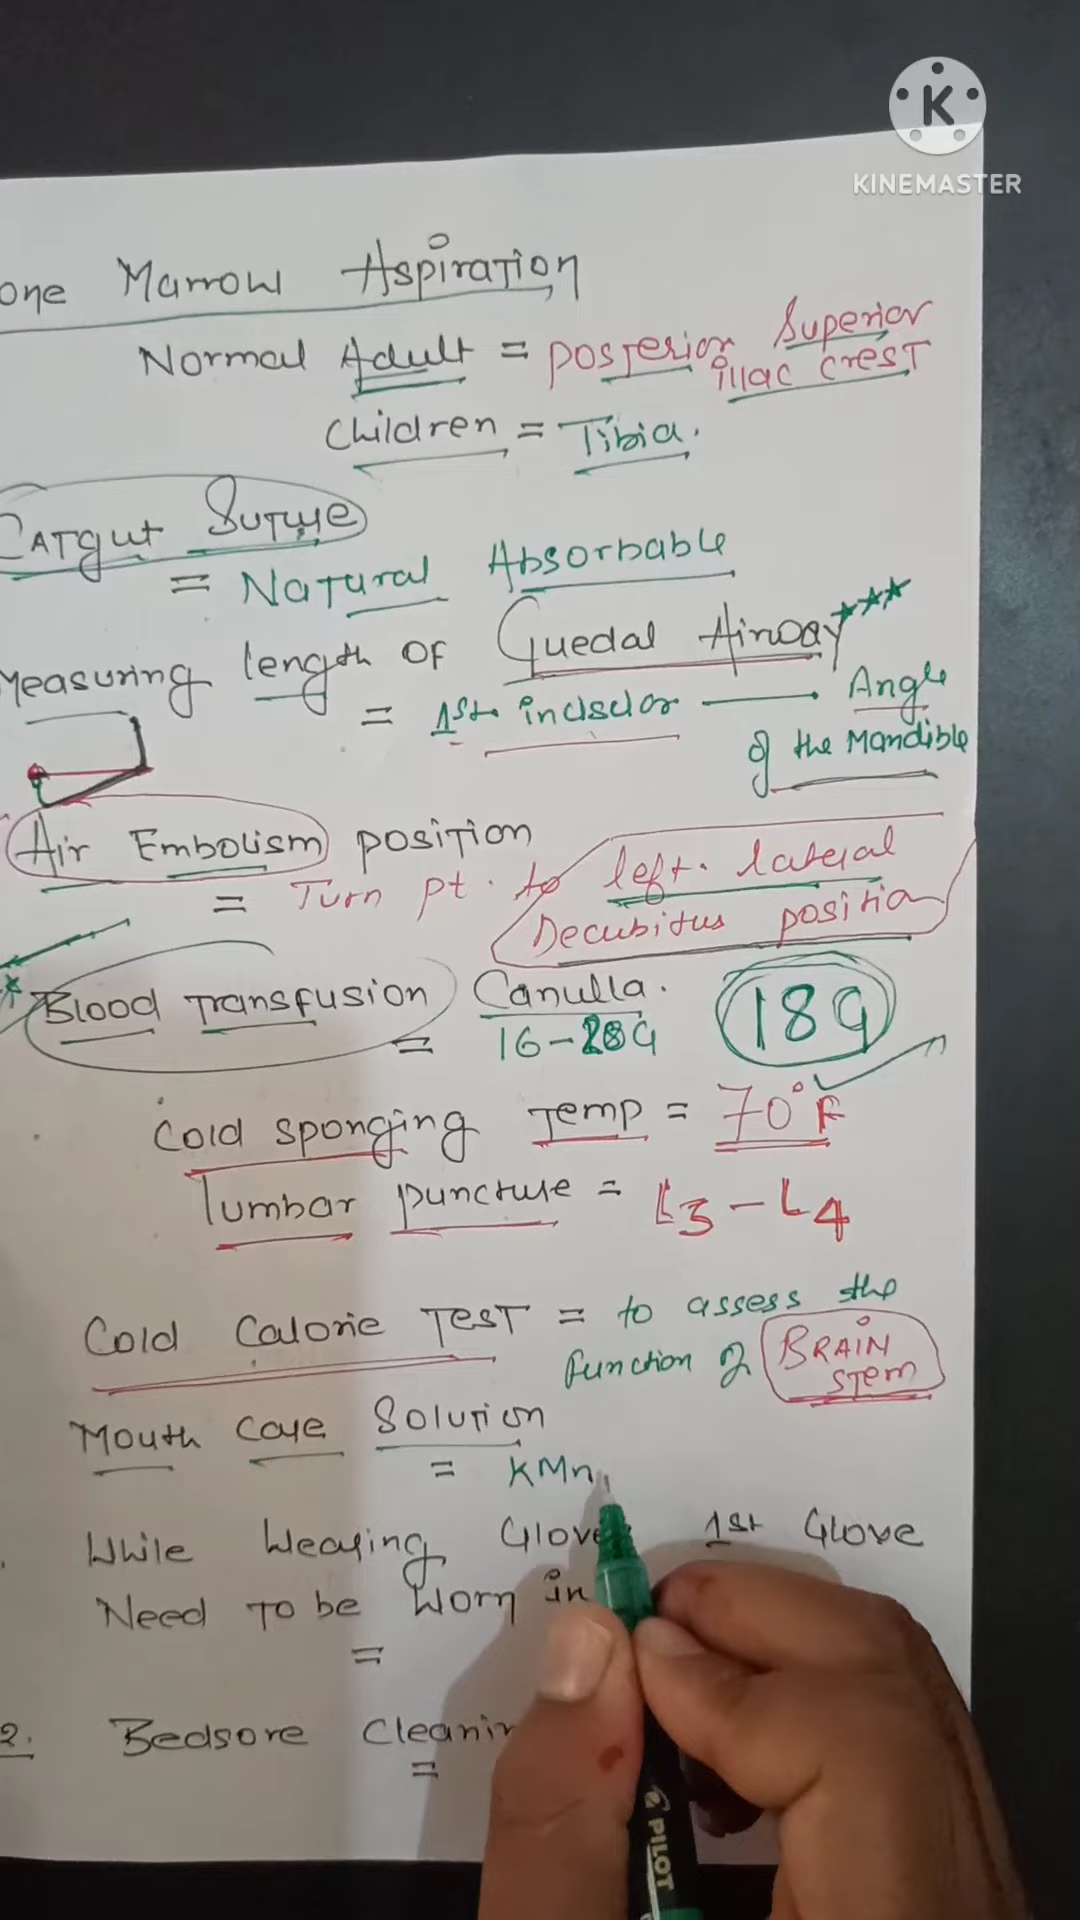 K
KINEMASTER
one Marrow Aspiration
Normal Adult = posterior Superior
illac crest
children = Tibia.
Catgut Suture
= Natural Absorbable
Measuring length of Guedal Airway ***
= 1st incisior — Angle
of the Mandible
Air Embolism position
= Turn pt. to left. lateral
Decubitus position
* Blood Transfusion Canulla.
= 16-18G 18G
Cold sponging Temp = 70°F
lumbar puncture = L3-L4
Cold Calorie Test = to assess the
function of BRAIN
stem
Mouth care Solution
= KMn
While Wearing Glove 1st Glove
Need to be Worn in
=
2. Bedsore Cleanin
=
PILOT